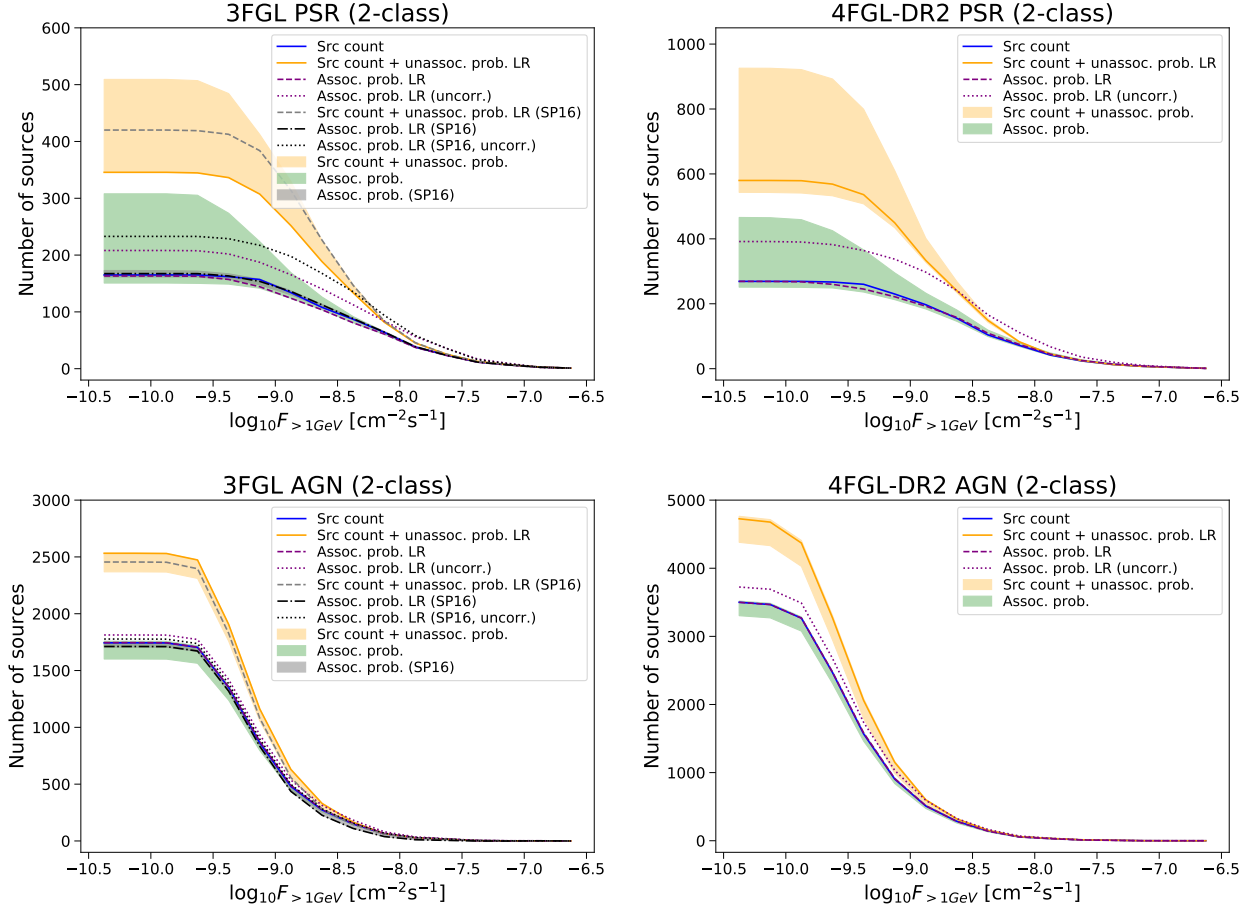 3FGL PSR (2-class)
600
500
400
300
200
100
0
Number of sources
Src count
Src count + unassoc. prob. LR
Assoc. prob. LR
Assoc. prob. LR (uncorr.)
Src count + unassoc. prob. LR (SP16)
Assoc. prob. LR (SP16)
Assoc. prob. LR (SP16, uncorr.)
Src count + unassoc. prob.
Assoc. prob.
Assoc. prob. (SP16)
−10.5 −10.0 −9.5 −9.0 −8.5 −8.0 −7.5 −7.0 −6.5
log₁₀F>1GeV [cm⁻²s⁻¹]
4FGL-DR2 PSR (2-class)
1000
800
600
400
200
0
Number of sources
Src count
Src count + unassoc. prob. LR
Assoc. prob. LR
Assoc. prob. LR (uncorr.)
Src count + unassoc. prob.
Assoc. prob.
−10.5 −10.0 −9.5 −9.0 −8.5 −8.0 −7.5 −7.0 −6.5
log₁₀F>1GeV [cm⁻²s⁻¹]
3FGL AGN (2-class)
3000
2500
2000
1500
1000
500
0
Number of sources
Src count
Src count + unassoc. prob. LR
Assoc. prob. LR
Assoc. prob. LR (uncorr.)
Src count + unassoc. prob. LR (SP16)
Assoc. prob. LR (SP16)
Assoc. prob. LR (SP16, uncorr.)
Src count + unassoc. prob.
Assoc. prob.
Assoc. prob. (SP16)
−10.5 −10.0 −9.5 −9.0 −8.5 −8.0 −7.5 −7.0 −6.5
log₁₀F>1GeV [cm⁻²s⁻¹]
4FGL-DR2 AGN (2-class)
5000
4000
3000
2000
1000
0
Number of sources
Src count
Src count + unassoc. prob. LR
Assoc. prob. LR
Assoc. prob. LR (uncorr.)
Src count + unassoc. prob.
Assoc. prob.
−10.5 −10.0 −9.5 −9.0 −8.5 −8.0 −7.5 −7.0 −6.5
log₁₀F>1GeV [cm⁻²s⁻¹]